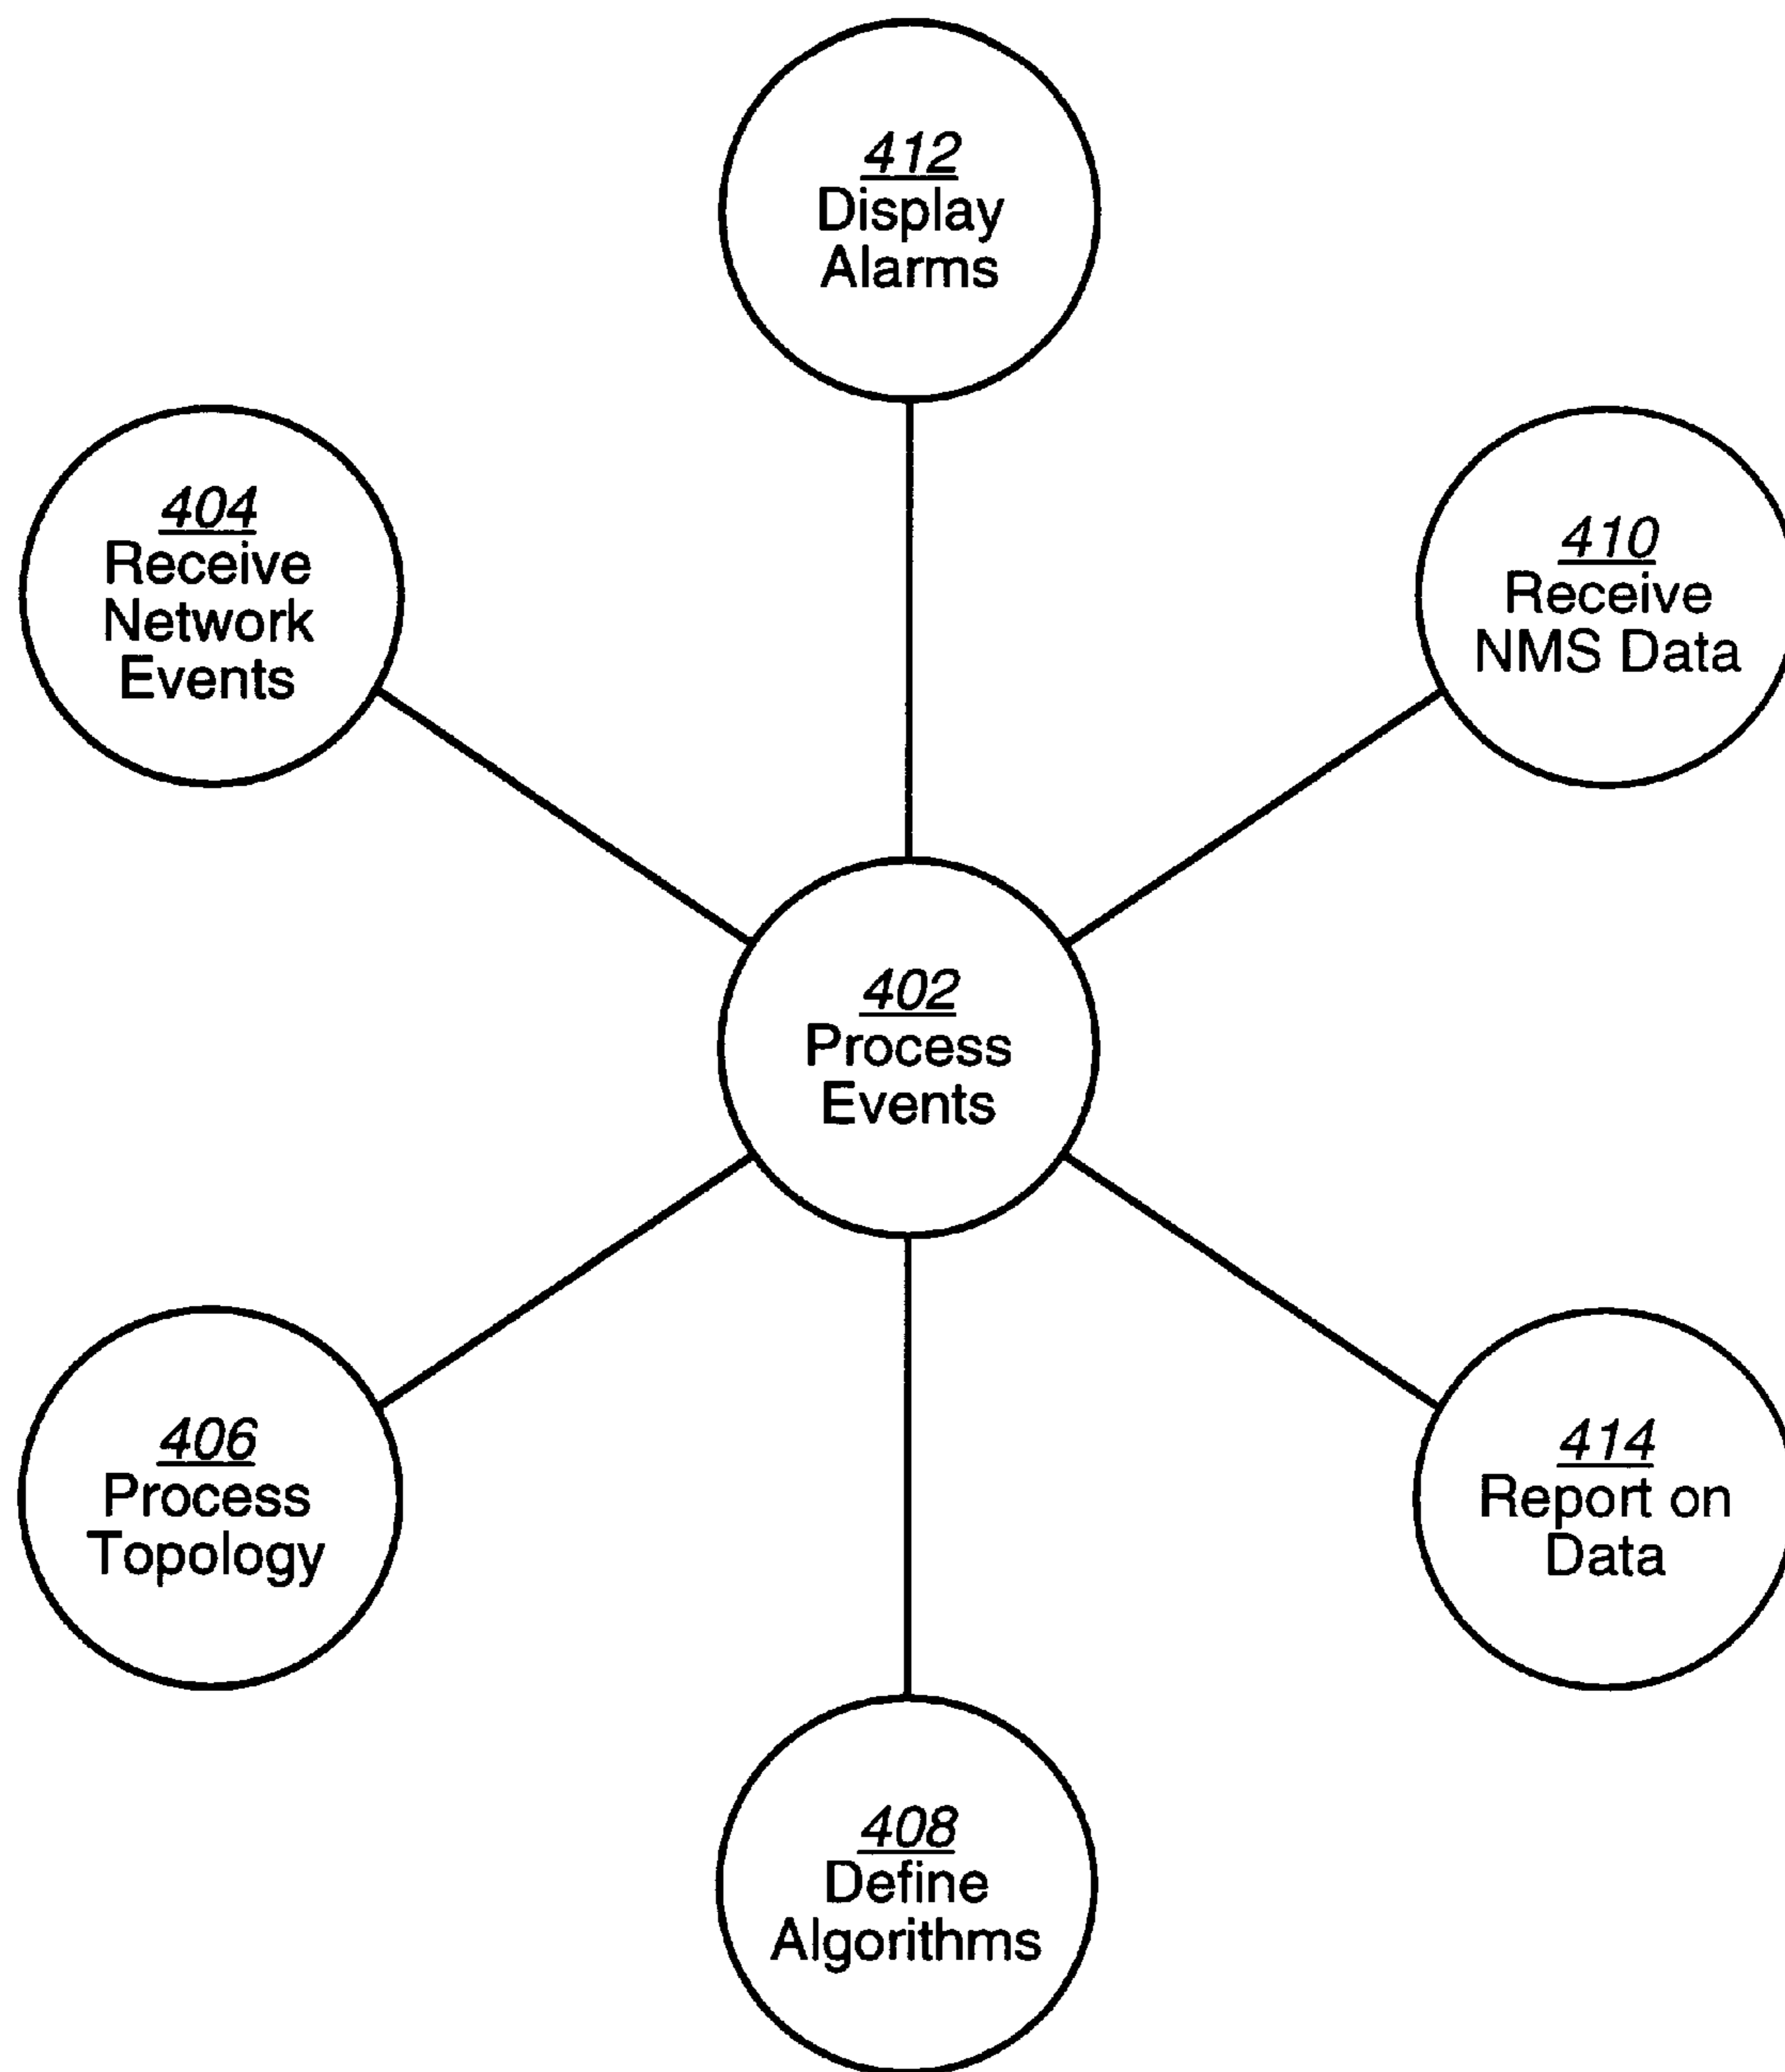 412
Display
Alarms
404
Receive
Network
Events
410
Receive
NMS Data
402
Process
Events
406
Process
Topology
414
Report on
Data
408
Define
Algorithms